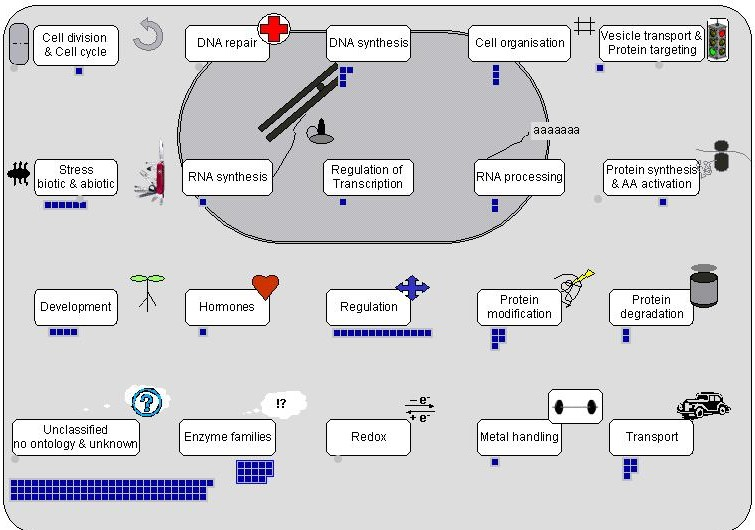 Cell division
& Cell cycle
DNA repair
DNA synthesis
Cell organisation
Vesicle transport &
Protein targeting
aaaaaaa
Stress
biotic & abiotic
RNA synthesis
Regulation of
Transcription
RNA processing
Protein synthesis
& AA activation
Development
Hormones
Regulation
Protein
modification
Protein
degradation
?
!?
– e-
+ e-
Unclassified
no ontology & unknown
Enzyme families
Redox
Metal handling
Transport